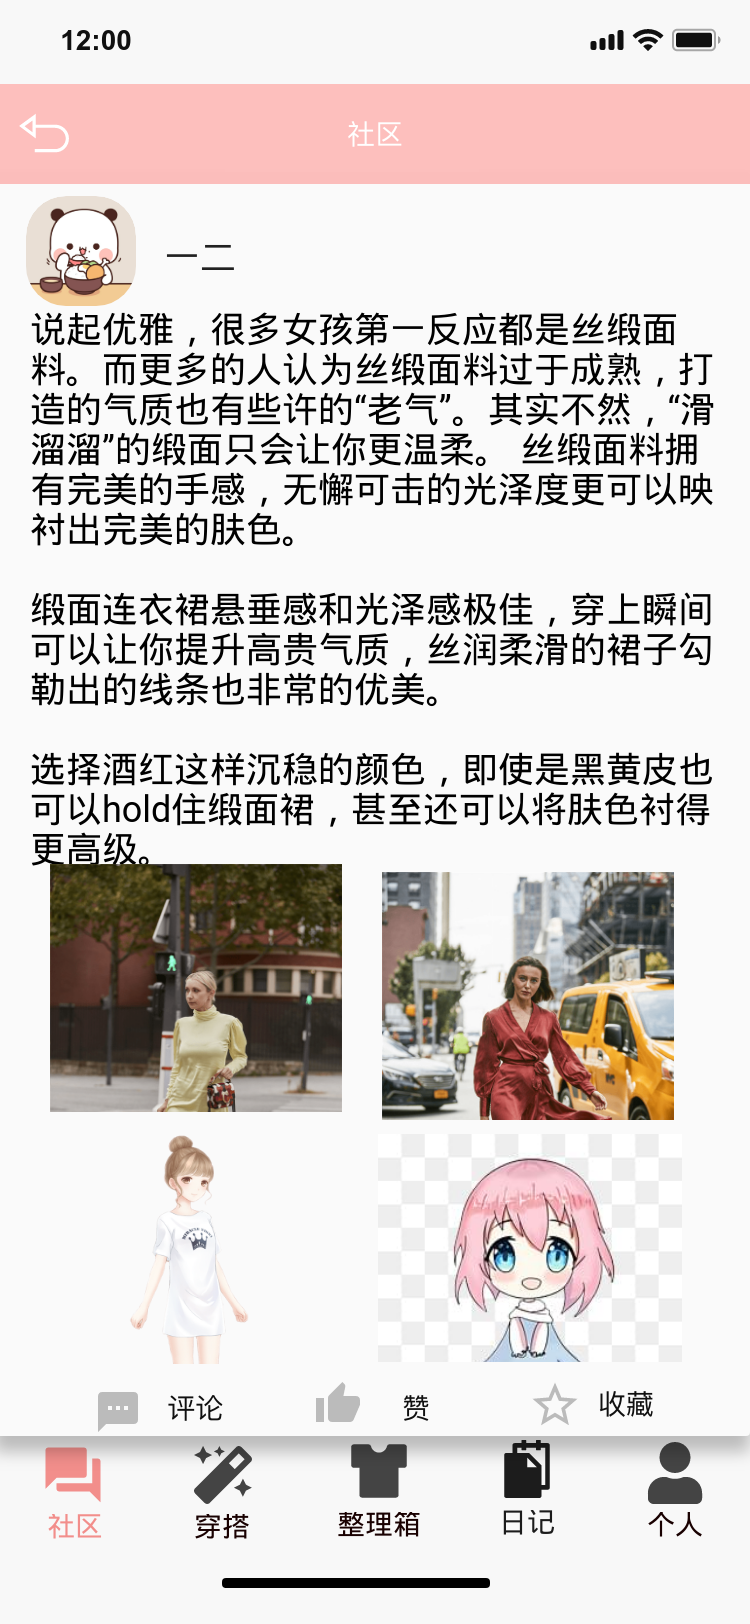 12:00
社区
一二
说起优雅，很多女孩第一反应都是丝缎面
料。而更多的人认为丝缎面料过于成熟，打
造的气质也有些许的“老气”。其实不然，“滑
溜溜”的缎面只会让你更温柔。 丝缎面料拥
有完美的手感，无懈可击的光泽度更可以映
衬出完美的肤色。
缎面连衣裙悬垂感和光泽感极佳，穿上瞬间
可以让你提升高贵气质，丝润柔滑的裙子勾
勒出的线条也非常的优美。
选择酒红这样沉稳的颜色，即使是黑黄皮也
可以hold住缎面裙，甚至还可以将肤色衬得
更高级。
评论
赞
收藏
社区
穿搭
整理箱
日记
个人